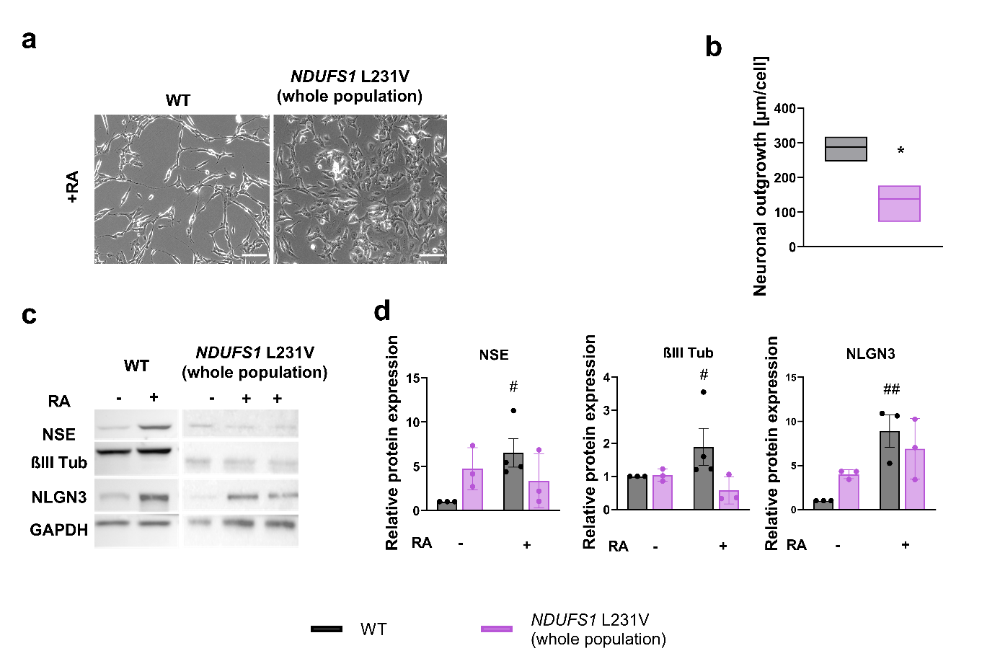 a
WT
NDUFS1 L231V
(whole population)
+RA
b
Neuronal outgrowth [µm/cell]
400
300
200
100
0
*
c
WT
NDUFS1 L231V
(whole population)
RA
- + - + +
NSE
ßIII Tub
NLGN3
GAPDH
d
NSE
Relative protein expression
15
10
5
0
#
RA - +
ßIII Tub
Relative protein expression
4
3
2
1
0
#
RA - +
NLGN3
Relative protein expression
15
10
5
0
##
RA - +
WT
NDUFS1 L231V
(whole population)